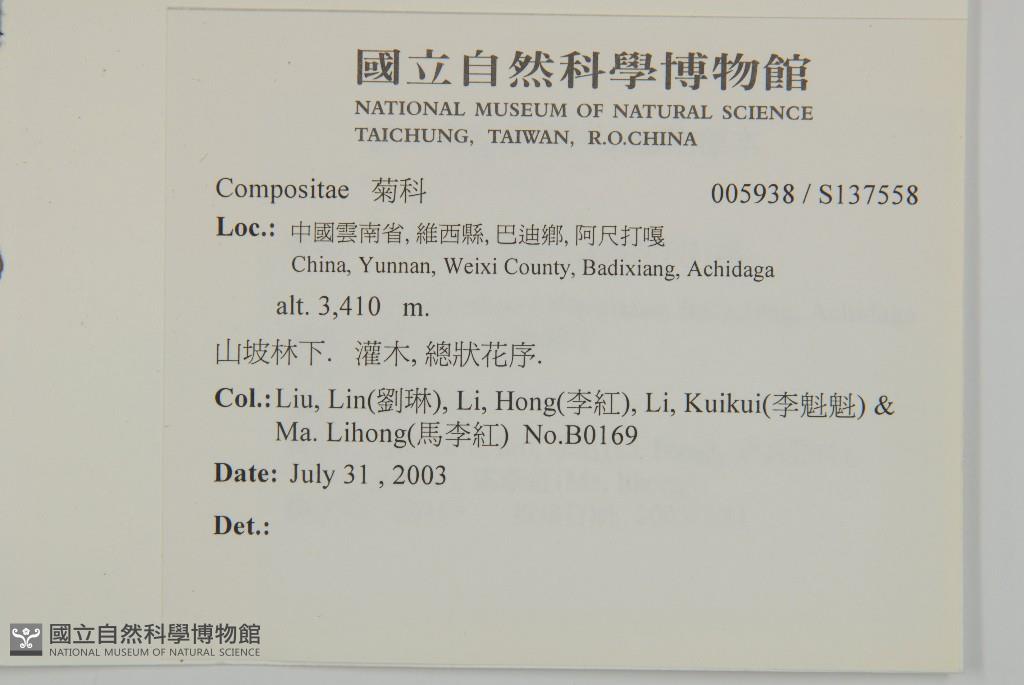 國立自然科學博物館
NATIONAL MUSEUM OF NATURAL SCIENCE
TAICHUNG, TAIWAN, R.O.CHINA
Compositae 菊科 005938 / S137558
Loc.: 中國雲南省, 維西縣, 巴迪鄉, 阿尺打嘎
China, Yunnan, Weixi County, Badixiang, Achidaga
alt. 3,410 m.
山坡林下. 灌木, 總狀花序.
Col.: Liu, Lin(劉琳), Li, Hong(李紅), Li, Kuikui(李魁魁) &
Ma. Lihong(馬李紅) No.B0169
Date: July 31 , 2003
Det.:
國立自然科學博物館
NATIONAL MUSEUM OF NATURAL SCIENCE